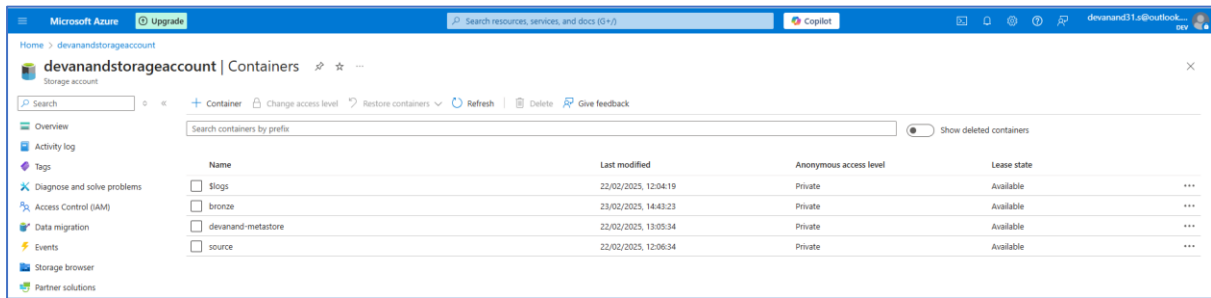 Microsoft Azure Upgrade Search resources, services, and docs (G+/) Copilot devanand31.s@outlook....
DEV
Home > devanandstorageaccount
devanandstorageaccount | Containers
Storage account
Search + Container Change access level Restore containers Refresh Delete Give feedback
Overview Search containers by prefix Show deleted containers
Activity log
Tags Name Last modified Anonymous access level Lease state
Diagnose and solve problems $logs 22/02/2025, 12:04:19 Private Available
Access Control (IAM) bronze 23/02/2025, 14:43:23 Private Available
Data migration devanand-metastore 22/02/2025, 13:05:34 Private Available
Events source 22/02/2025, 12:06:34 Private Available
Storage browser
Partner solutions